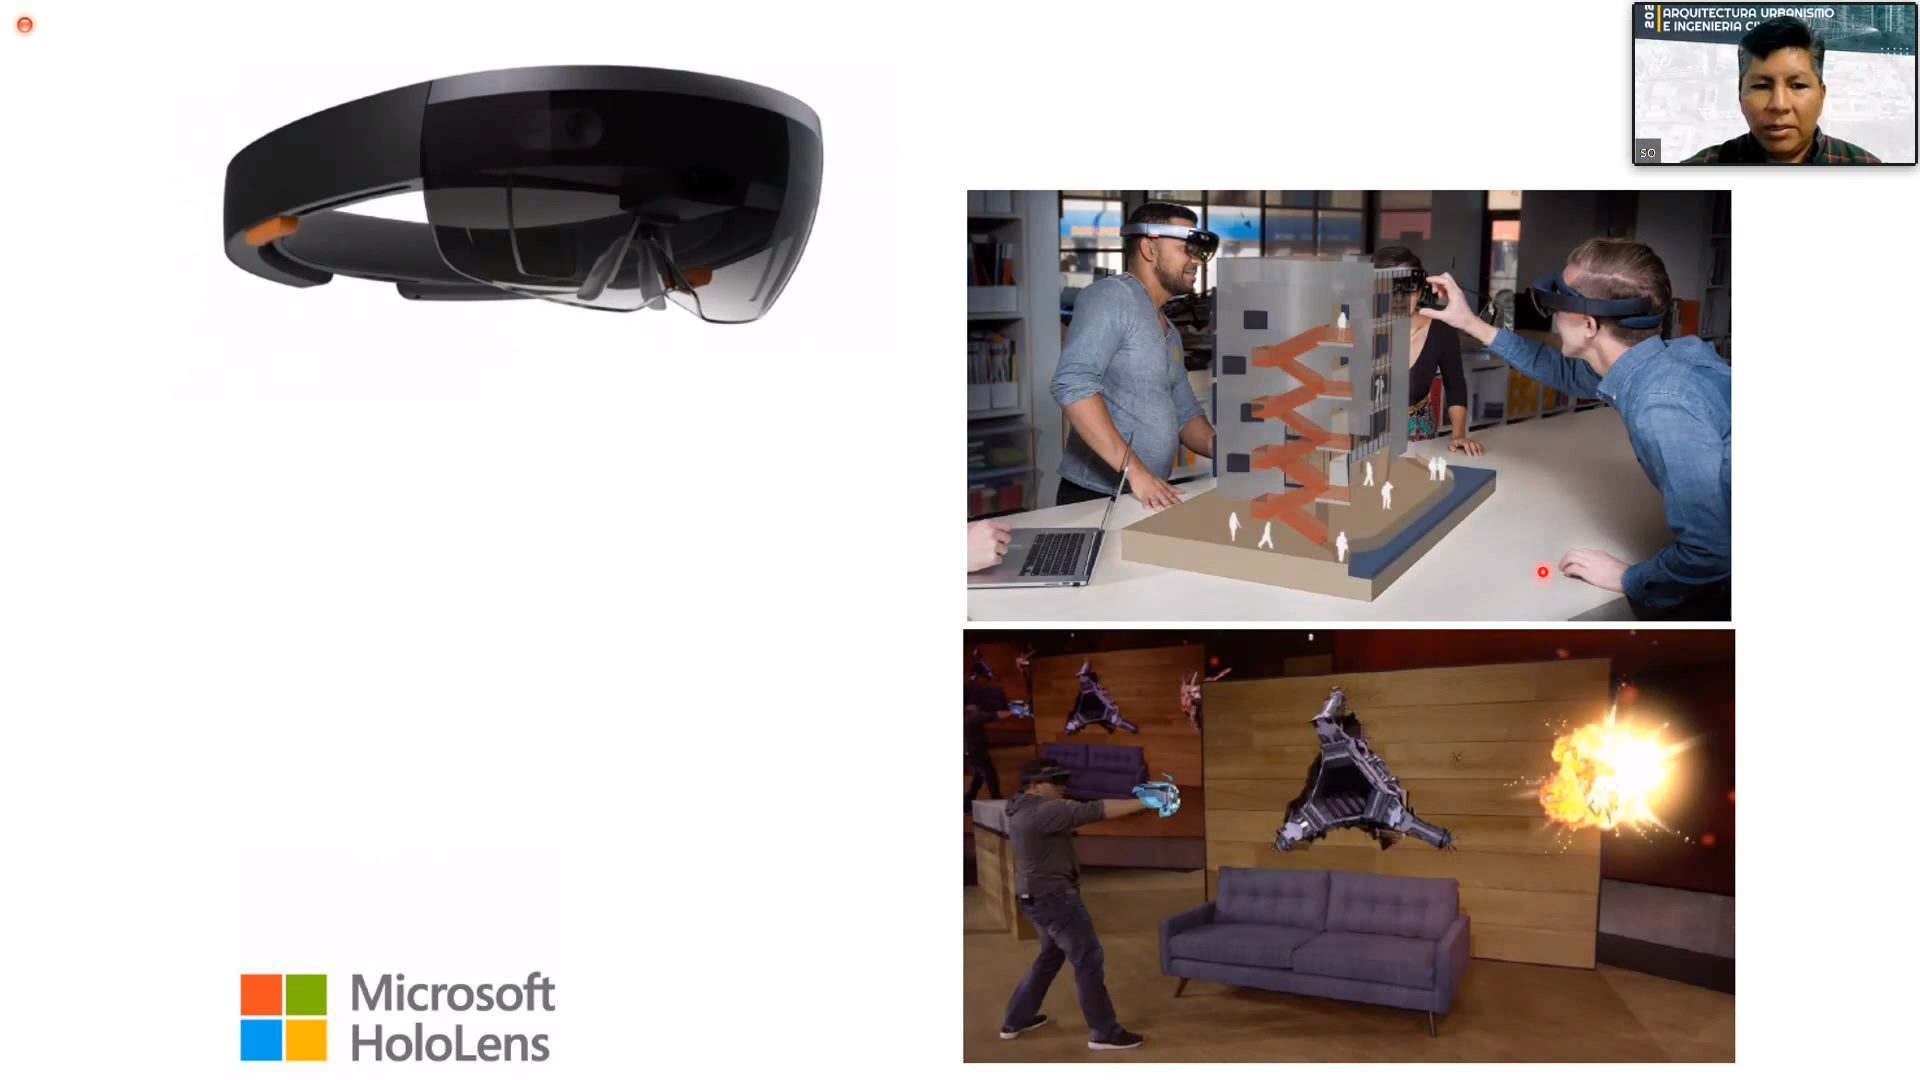 ARQUITECTURA URBANISMO
E INGENIERIA
SO
Microsoft
HoloLens